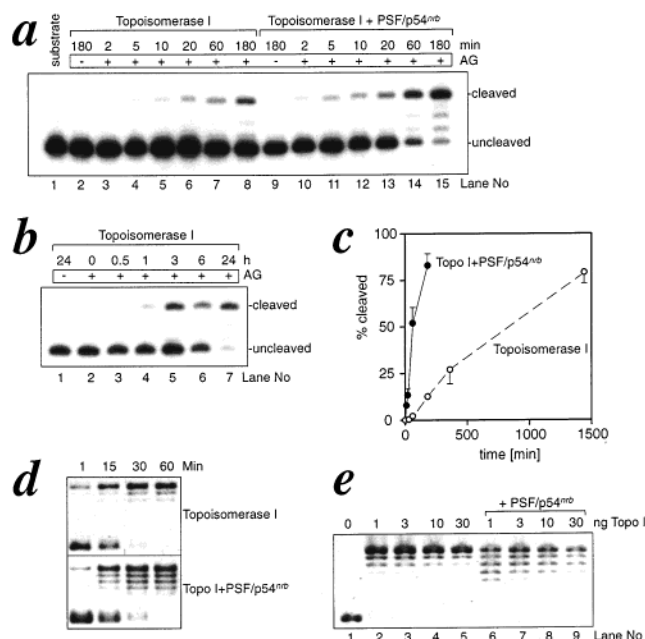 a
substrate
Topoisomerase I
Topoisomerase I + PSF/p54nrb
180 2 5 10 20 60 180 180 2 5 10 20 60 180 min
- + + + + + + - + + + + + + AG
-cleaved
-uncleaved
1 2 3 4 5 6 7 8 9 10 11 12 13 14 15 Lane No
b
Topoisomerase I
24 0 0.5 1 3 6 24 h
- + + + + + + AG
-cleaved
-uncleaved
1 2 3 4 5 6 7 Lane No
c
100
75
50
25
0
% cleaved
Topo I+PSF/p54nrb
Topoisomerase I
0 500 1000 1500
time [min]
d
1 15 30 60 Min
Topoisomerase I
Topo I+PSF/p54nrb
e
+ PSF/p54nrb
0 1 3 10 30 1 3 10 30 ng Topo I
1 2 3 4 5 6 7 8 9 Lane No